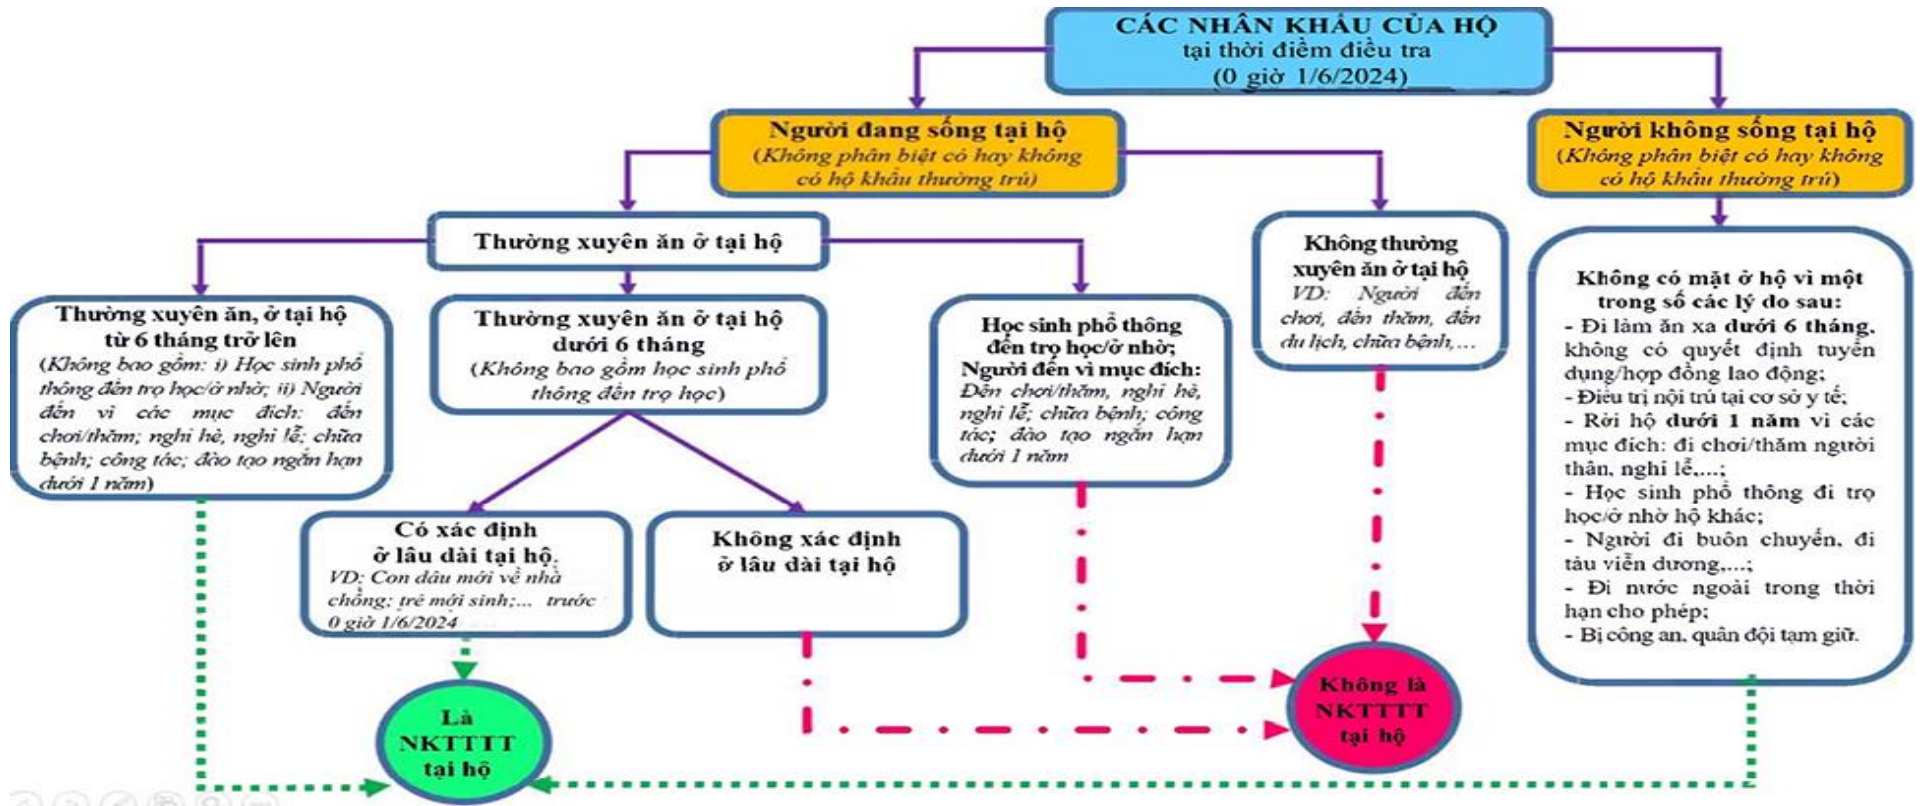 CÁC NHÂN KHẨU CỦA HỘ
tại thời điểm điều tra
(0 giờ 1/6/2024)
Người đang sống tại hộ
(Không phân biệt có hay không
có hộ khẩu thường trú)
Người không sống tại hộ
(Không phân biệt có hay không
có hộ khẩu thường trú)
Thường xuyên ăn ở tại hộ
Không thường
xuyên ăn ở tại hộ
VD: Người đến
chơi, đến thăm, đến
du lịch, chữa bệnh,...
Thường xuyên ăn, ở tại hộ
từ 6 tháng trở lên
(Không bao gồm: i) Học sinh phổ
thông đến trọ học/ở nhờ; ii) Người
đến vì các mục đích: đến
chơi/thăm; nghỉ hè, nghỉ lễ; chữa
bệnh; công tác; đào tạo ngắn hạn
dưới 1 năm)
Thường xuyên ăn ở tại hộ
dưới 6 tháng
(Không bao gồm học sinh phổ
thông đến trọ học)
Học sinh phổ thông
đến trọ học/ở nhờ;
Người đến vì mục đích:
Đến chơi/thăm, nghỉ hè,
nghỉ lễ; chữa bệnh; công
tác; đào tạo ngắn hạn
dưới 1 năm
Không có mặt ở hộ vì một
trong số các lý do sau:
- Đi làm ăn xa dưới 6 tháng,
không có quyết định tuyển
dụng/hợp đồng lao động;
- Điều trị nội trú tại cơ sở y tế;
- Rời hộ dưới 1 năm vì các
mục đích: đi chơi/thăm người
thân, nghỉ lễ,...;
- Học sinh phổ thông đi trọ
học/ở nhờ hộ khác;
- Người đi buôn chuyến, đi
tàu viễn dương,...;
- Đi nước ngoài trong thời
hạn cho phép;
- Bị công an, quân đội tạm giữ.
Có xác định
ở lâu dài tại hộ.
VD: Con dâu mới về nhà
chồng; trẻ mới sinh;... trước
0 giờ 1/6/2024
Không xác định
ở lâu dài tại hộ
Là
NKTTTT
tại hộ
Không là
NKTTTT
tại hộ